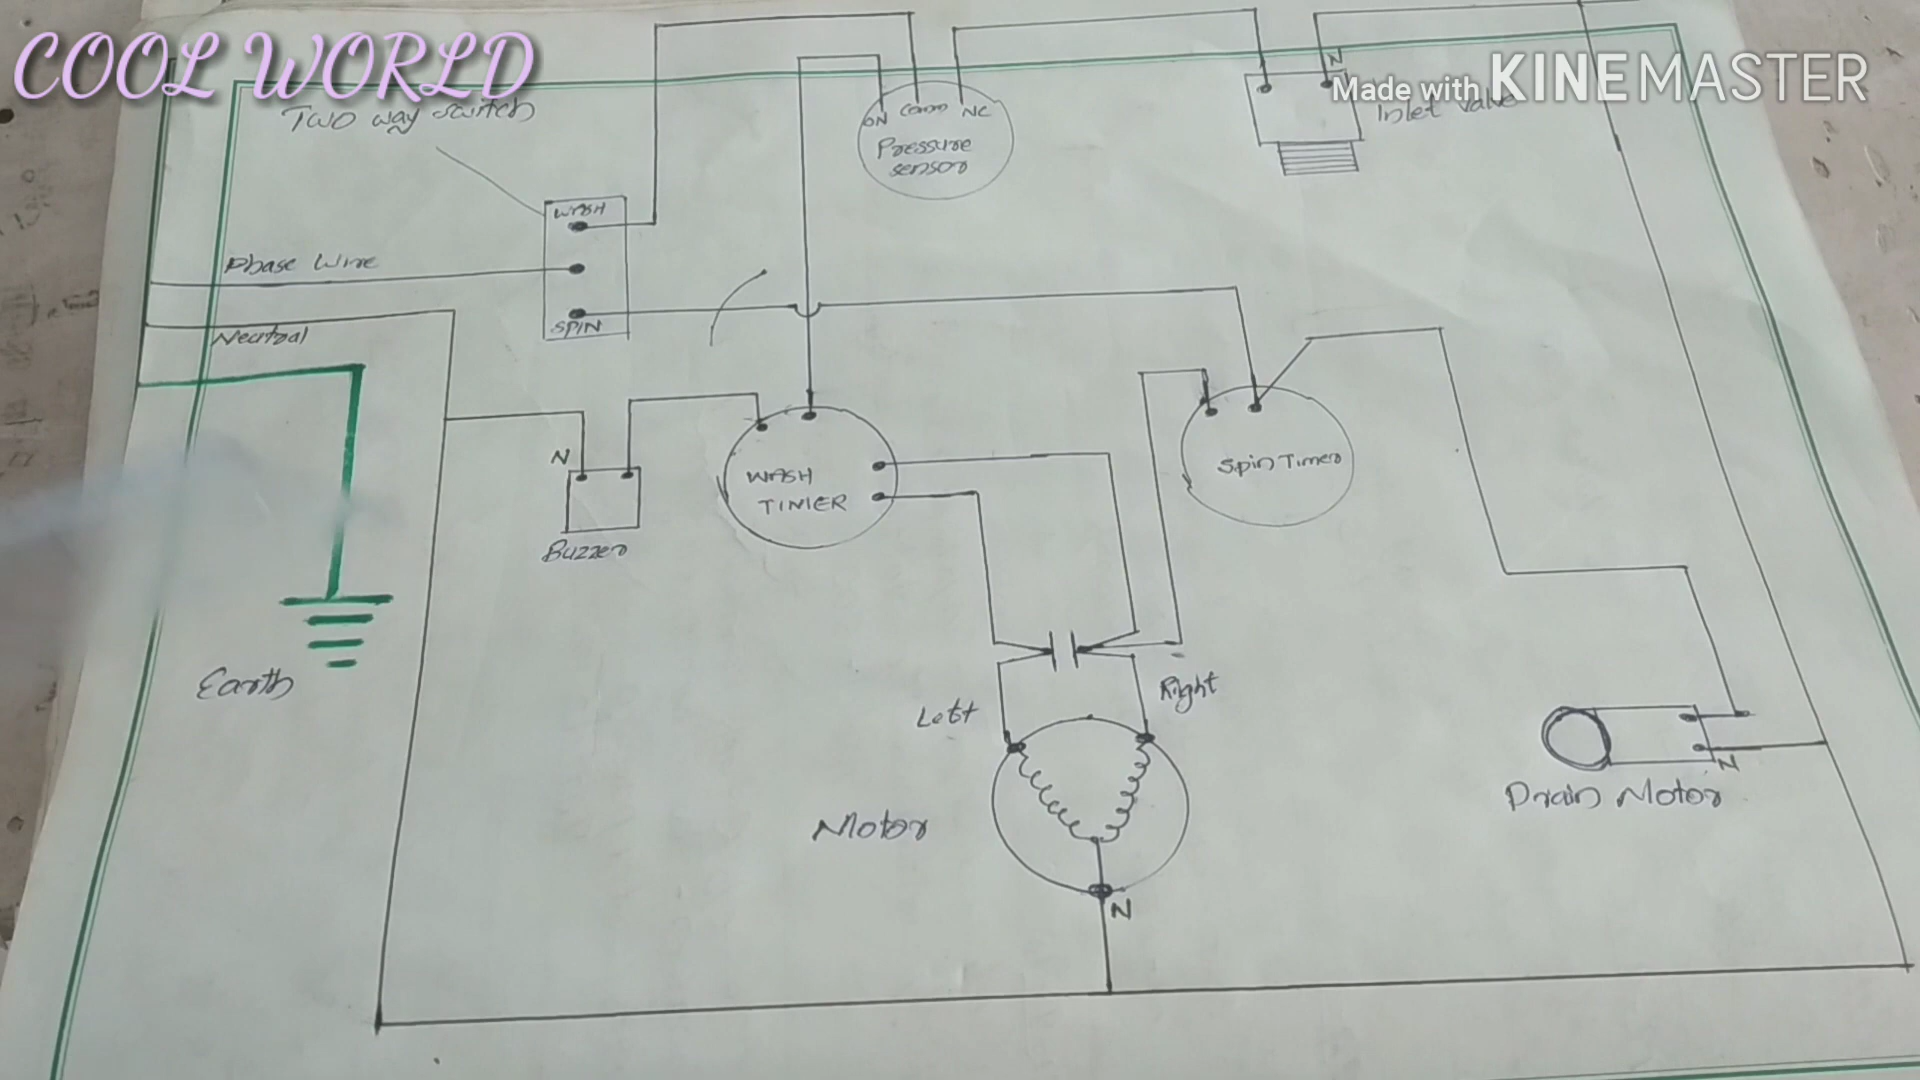 COOL WORLD
Made with KINEMASTER
Two way switch
ON Comm NC
Pressure
sensor
N
Inlet Valve
WASH
Phase Wire
SPIN
Neutral
N
Buzzer
WASH
TIMER
Spin Timer
Earth
Left
Right
Motor
N
N
Drain Motor